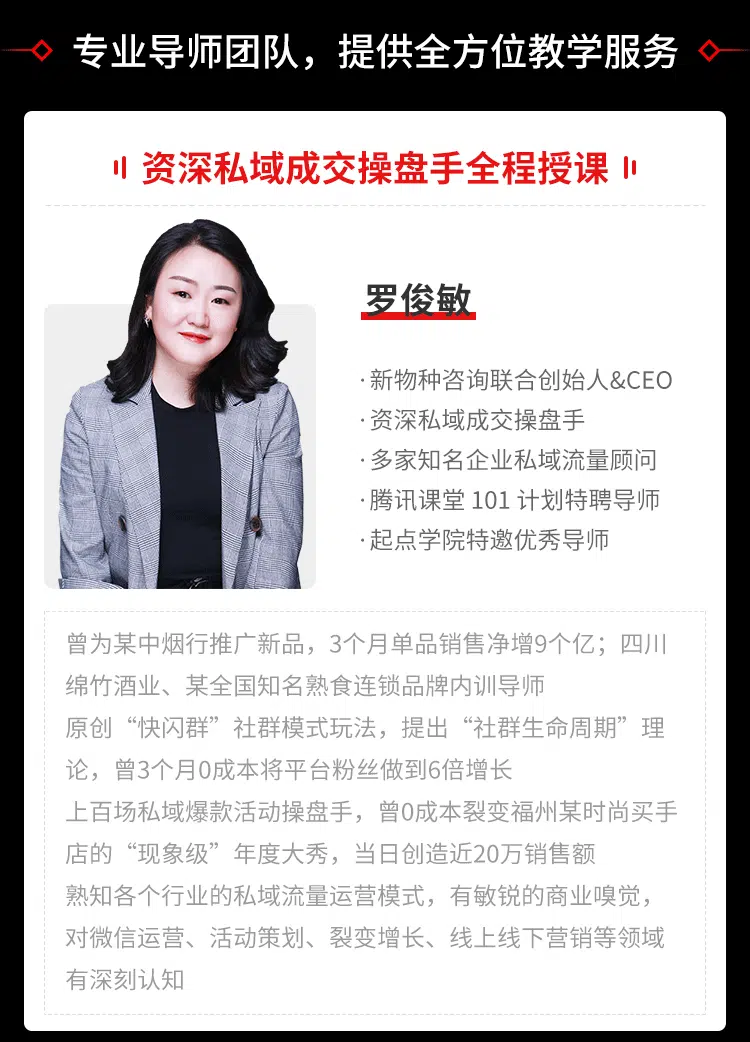 专业导师团队，提供全方位教学服务
资深私域成交操盘手全程授课
罗俊敏
·新物种咨询联合创始人&CEO
·资深私域成交操盘手
·多家知名企业私域流量顾问
·腾讯课堂 101 计划特聘导师
·起点学院特邀优秀导师
曾为某中烟行推广新品，3个月单品销售净增9个亿；四川
绵竹酒业、某全国知名熟食连锁品牌内训导师
原创“快闪群”社群模式玩法，提出“社群生命周期”理
论，曾3个月0成本将平台粉丝做到6倍增长
上百场私域爆款活动操盘手，曾0成本裂变福州某时尚买手
店的“现象级”年度大秀，当日创造近20万销售额
熟知各个行业的私域流量运营模式，有敏锐的商业嗅觉，
对微信运营、活动策划、裂变增长、线上线下营销等领域
有深刻认知